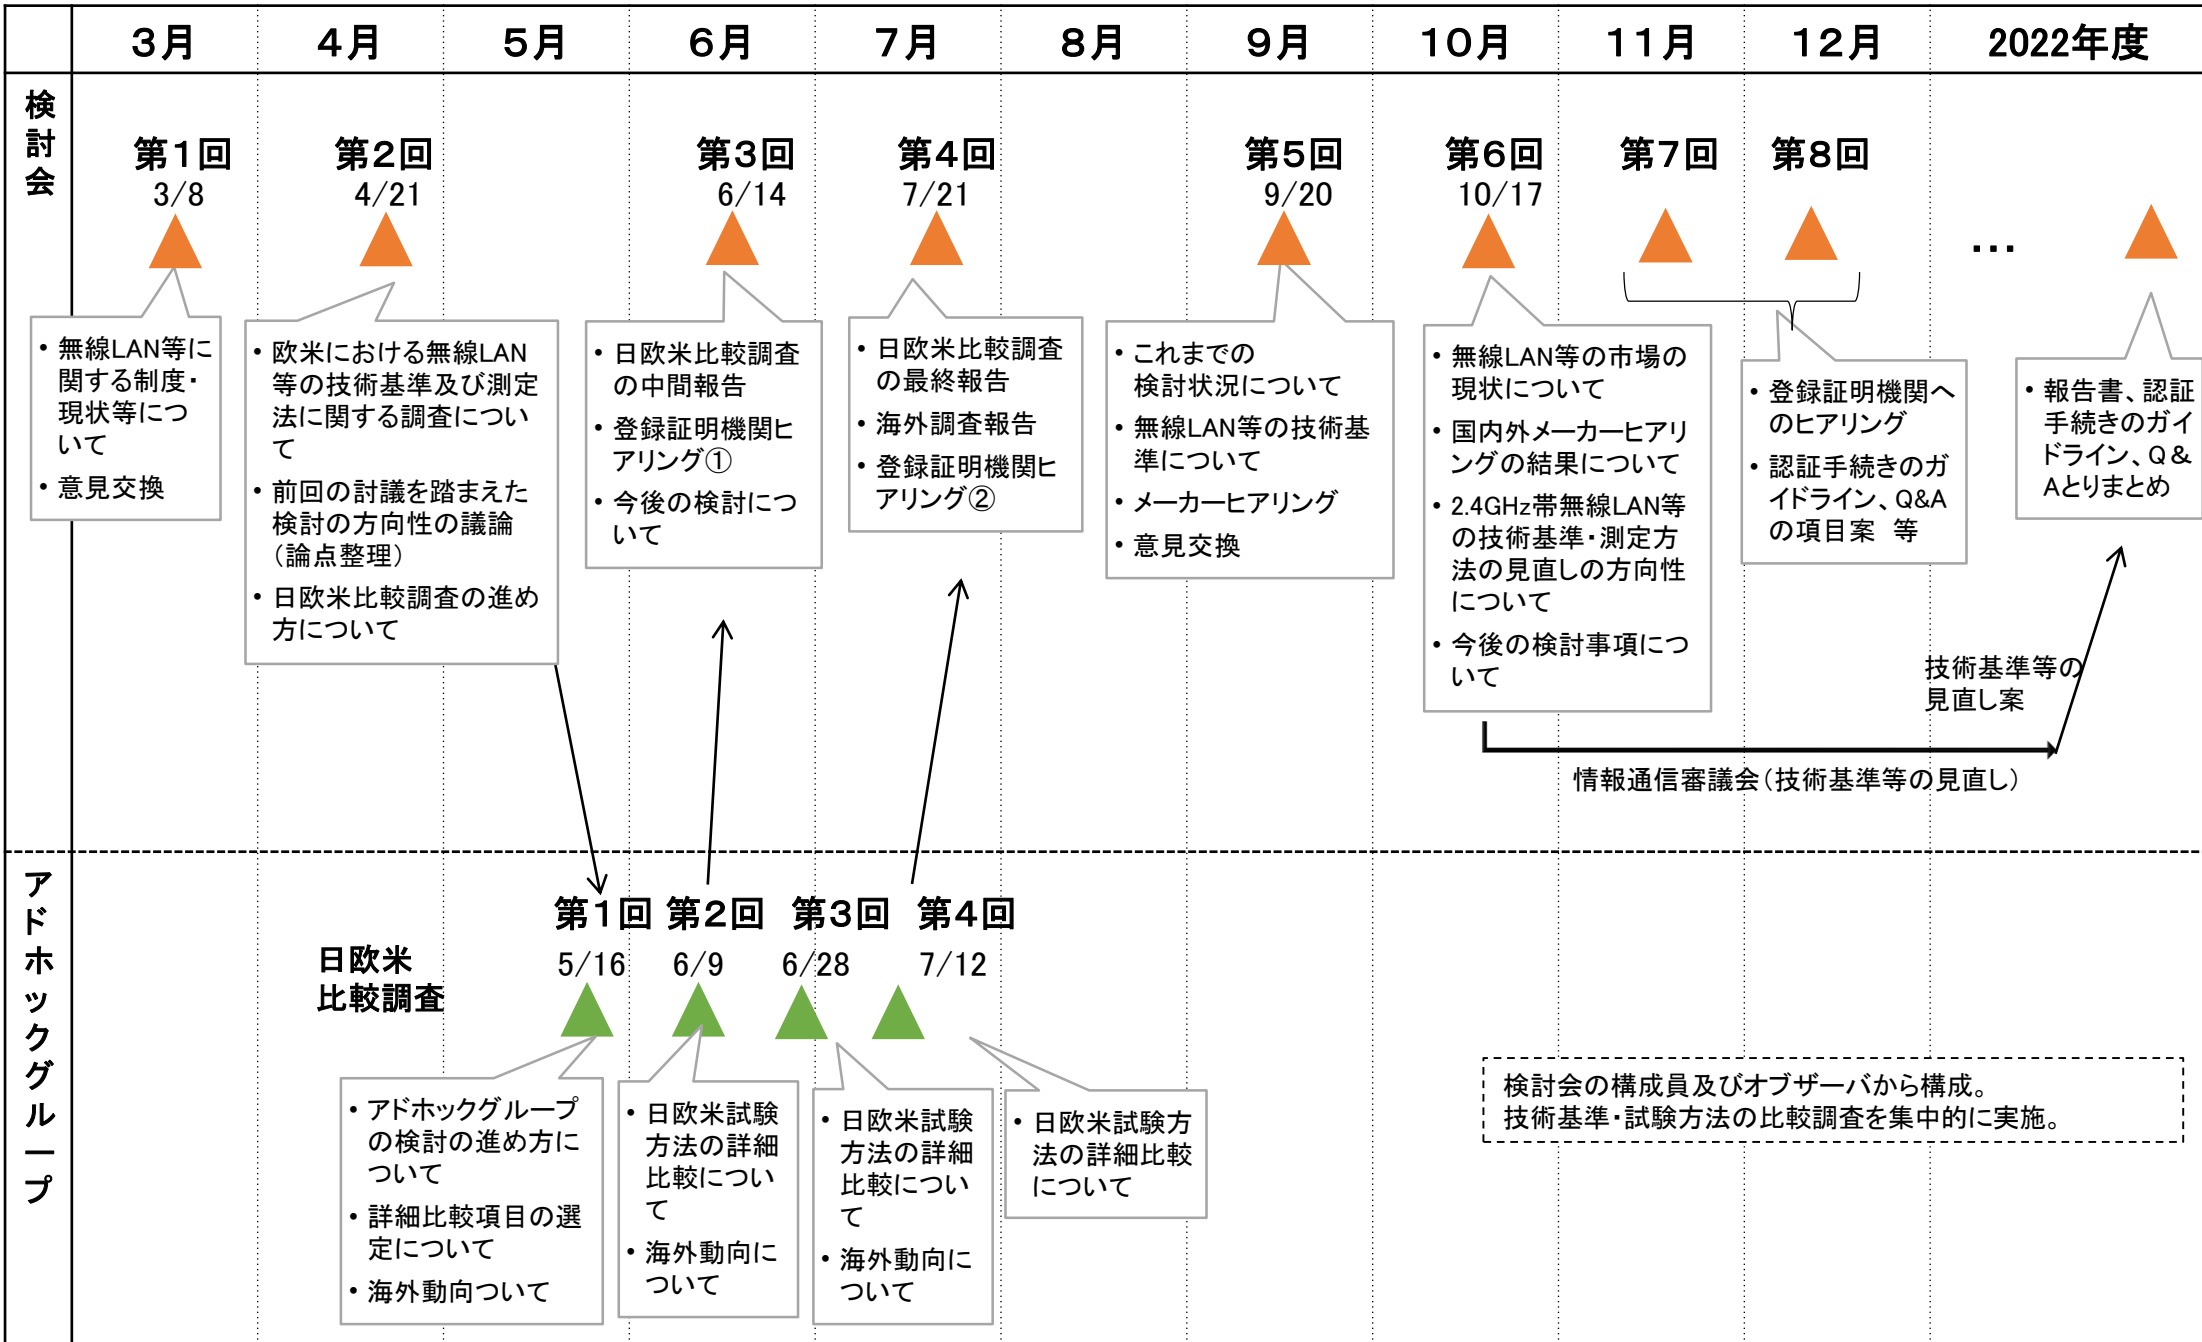 3月
4月
5月
6月
7月
8月
9月
10月
11月
12月
2022年度
検討会
第1回
3/8
第2回
4/21
第3回
6/14
第4回
7/21
第5回
9/20
第6回
10/17
第7回
第8回
…
• 無線LAN等に
関する制度・
現状等につ
いて
• 意見交換
• 欧米における無線LAN
等の技術基準及び測定
法に関する調査につい
て
• 前回の討議を踏まえた
検討の方向性の議論
（論点整理）
• 日欧米比較調査の進め
方について
• 日欧米比較調査
の中間報告
• 登録証明機関ヒ
アリング①
• 今後の検討につ
いて
• 日欧米比較調査
の最終報告
• 海外調査報告
• 登録証明機関ヒ
アリング②
• これまでの
検討状況について
• 無線LAN等の技術基
準について
• メーカーヒアリング
• 意見交換
• 無線LAN等の市場の
現状について
• 国内外メーカーヒアリ
ングの結果について
• 2.4GHz帯無線LAN等
の技術基準・測定方
法の見直しの方向性
について
• 今後の検討事項につ
いて
• 登録証明機関へ
のヒアリング
• 認証手続きのガ
イドライン、Q&A
の項目案　等
• 報告書、認証
手続きのガイ
ドライン、Q＆
Aとりまとめ
技術基準等の
見直し案
情報通信審議会（技術基準等の見直し）
アドホックグループ
日欧米
比較調査
第1回
5/16
第2回
6/9
第3回
6/28
第4回
7/12
• アドホックグループ
の検討の進め方に
ついて
• 詳細比較項目の選
定について
• 海外動向ついて
• 日欧米試験
方法の詳細
比較につい
て
• 海外動向に
ついて
• 日欧米試験
方法の詳細
比較につい
て
• 海外動向に
ついて
• 日欧米試験方
法の詳細比較
について
検討会の構成員及びオブザーバから構成。
技術基準・試験方法の比較調査を集中的に実施。